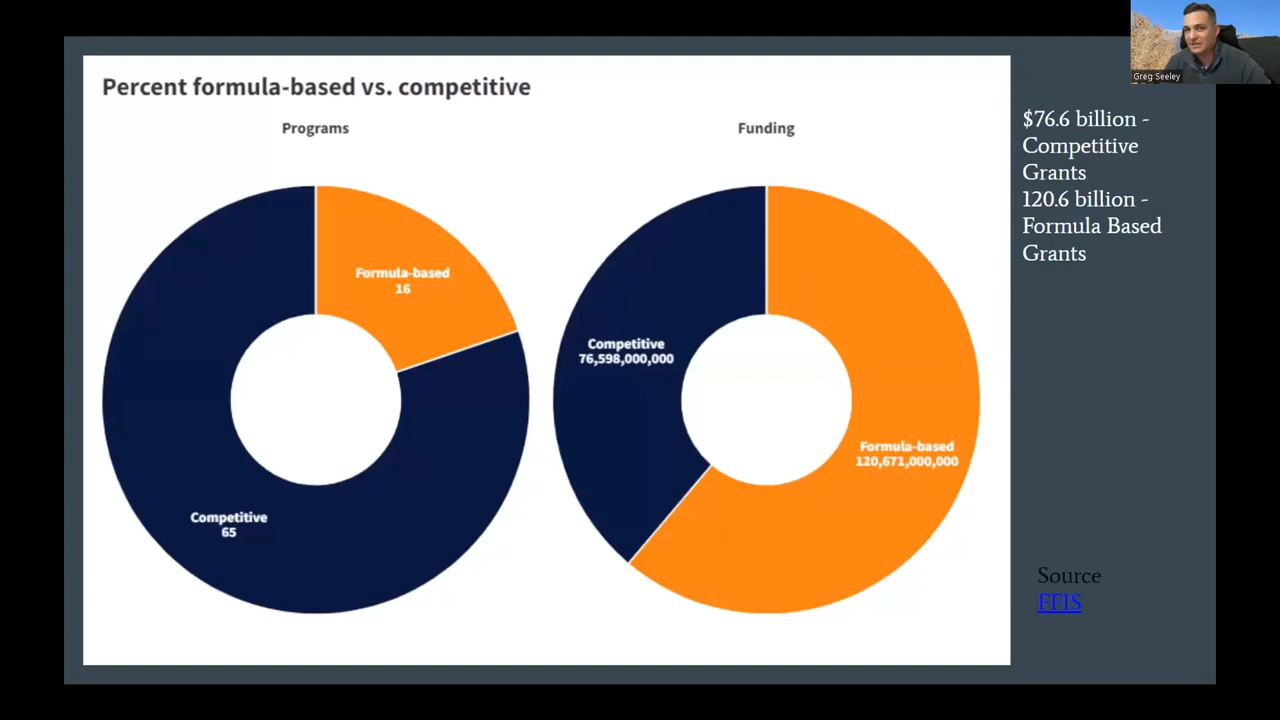 Percent formula-based vs. competitive
Programs
Funding
Formula-based
16
Competitive
65
Competitive
76,598,000,000
Formula-based
120,671,000,000
$76.6 billion -
Competitive
Grants
120.6 billion -
Formula Based
Grants
Source
FFIS
Greg Seeley